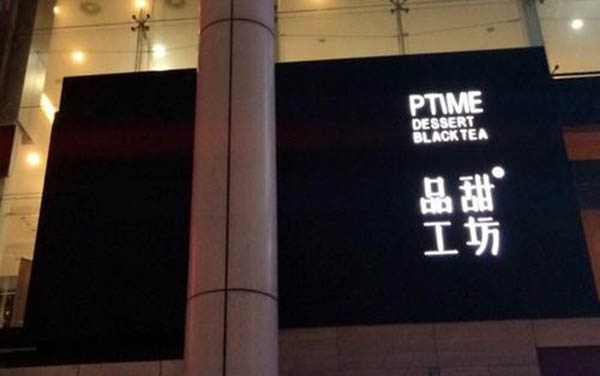 PTIME
DESSERT
BLACKTEA
品甜
工坊